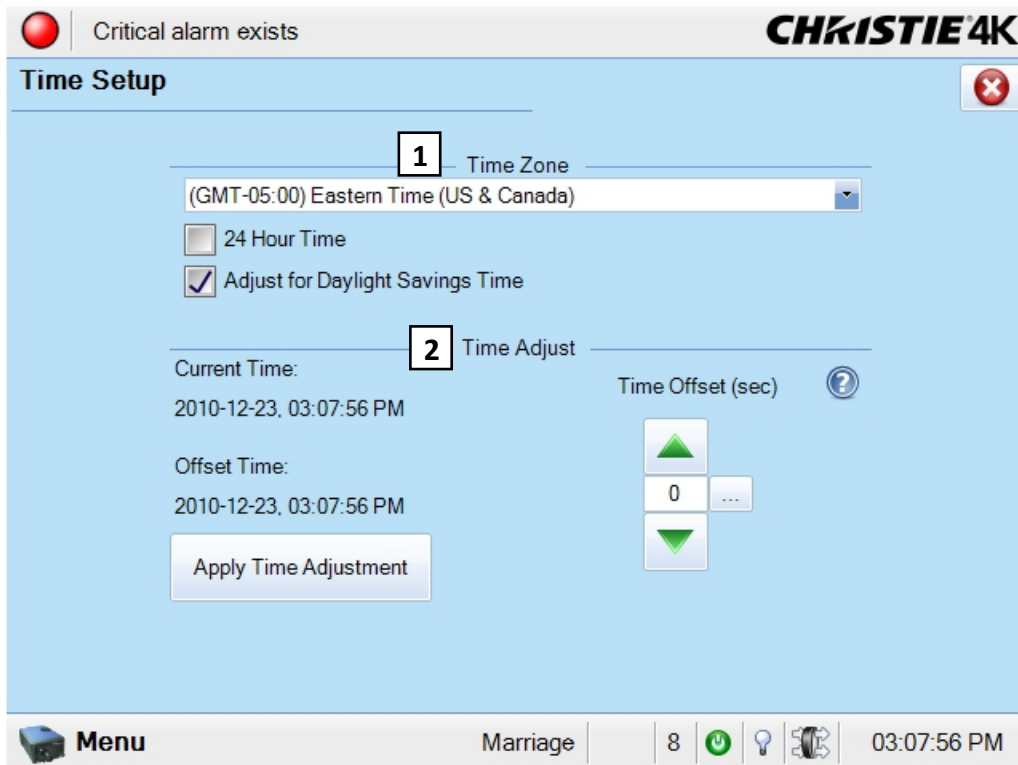 Critical alarm exists
CHRISTIE 4K
Time Setup
1
Time Zone
(GMT-05:00) Eastern Time (US & Canada)
24 Hour Time
Adjust for Daylight Savings Time
2
Time Adjust
Current Time:
Time Offset (sec)
?
2010-12-23, 03:07:56 PM
Offset Time:
0
...
2010-12-23, 03:07:56 PM
Apply Time Adjustment
Menu
Marriage
8
03:07:56 PM